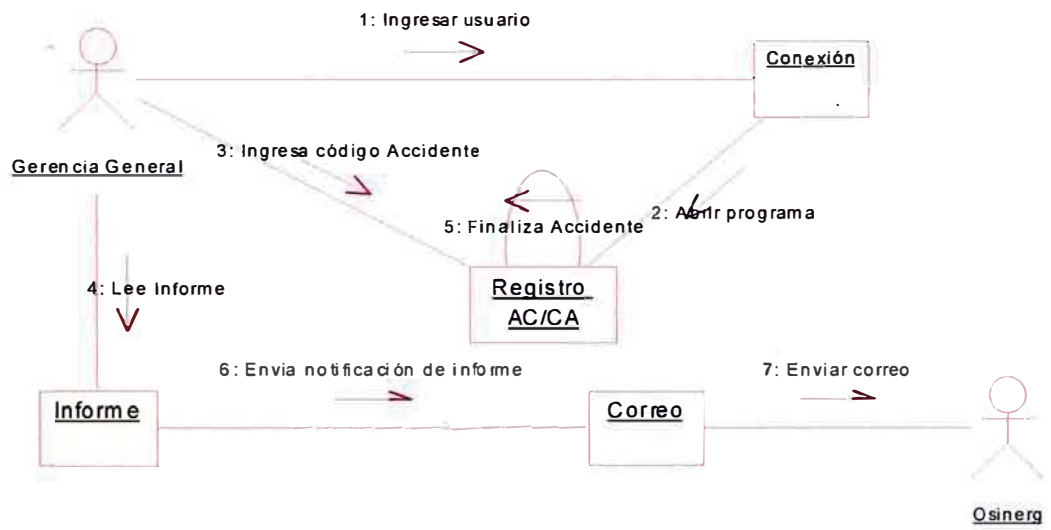 1: Ingresar usuario
Conexión
3: Ingresa código Accidente
Gerencia General
2: Abrir programa
5: Finaliza Accidente
4: Lee Informe
Registro
AC/CA
6: Envia notificación de informe
7: Enviar correo
Informe
Correo
Osinerg